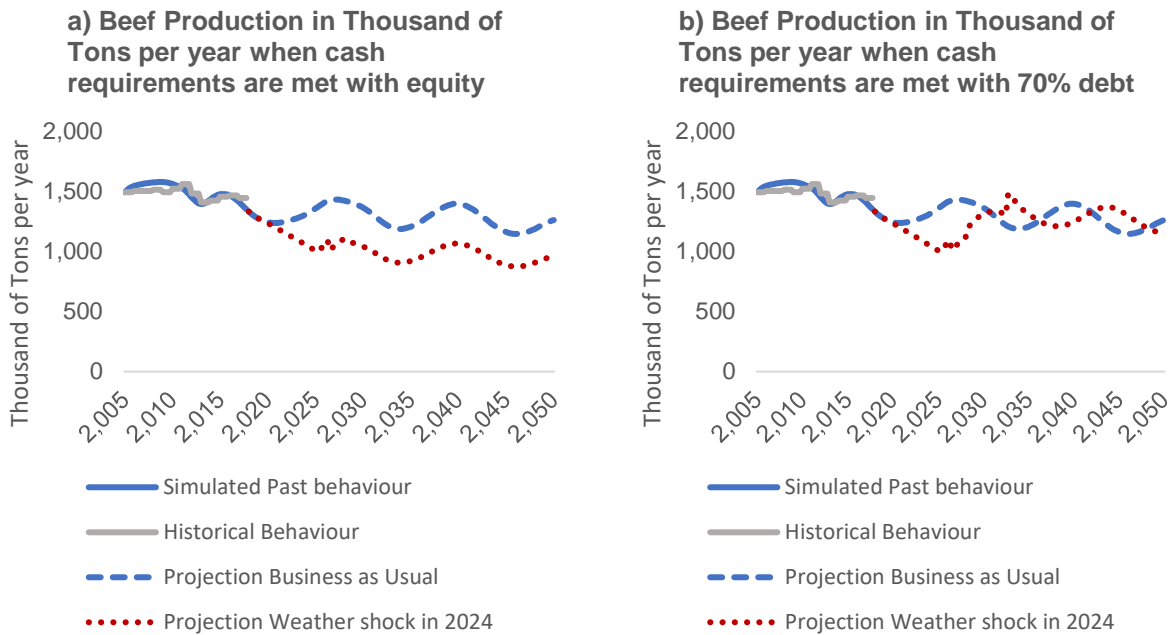 a) Beef Production in Thousand of
Tons per year when cash
requirements are met with equity
Thousand of Tons per year
2,000
1,500
1,000
500
0
2,005
2,010
2,015
2,020
2,025
2,030
2,035
2,040
2,045
2,050
Simulated Past behaviour
Historical Behaviour
Projection Business as Usual
Projection Weather shock in 2024
b) Beef Production in Thousand of
Tons per year when cash
requirements are met with 70% debt
Thousand of Tons per year
2,000
1,500
1,000
500
0
2,005
2,010
2,015
2,020
2,025
2,030
2,035
2,040
2,045
2,050
Simulated Past behaviour
Historical Behaviour
Projection Business as Usual
Projection Weather shock in 2024